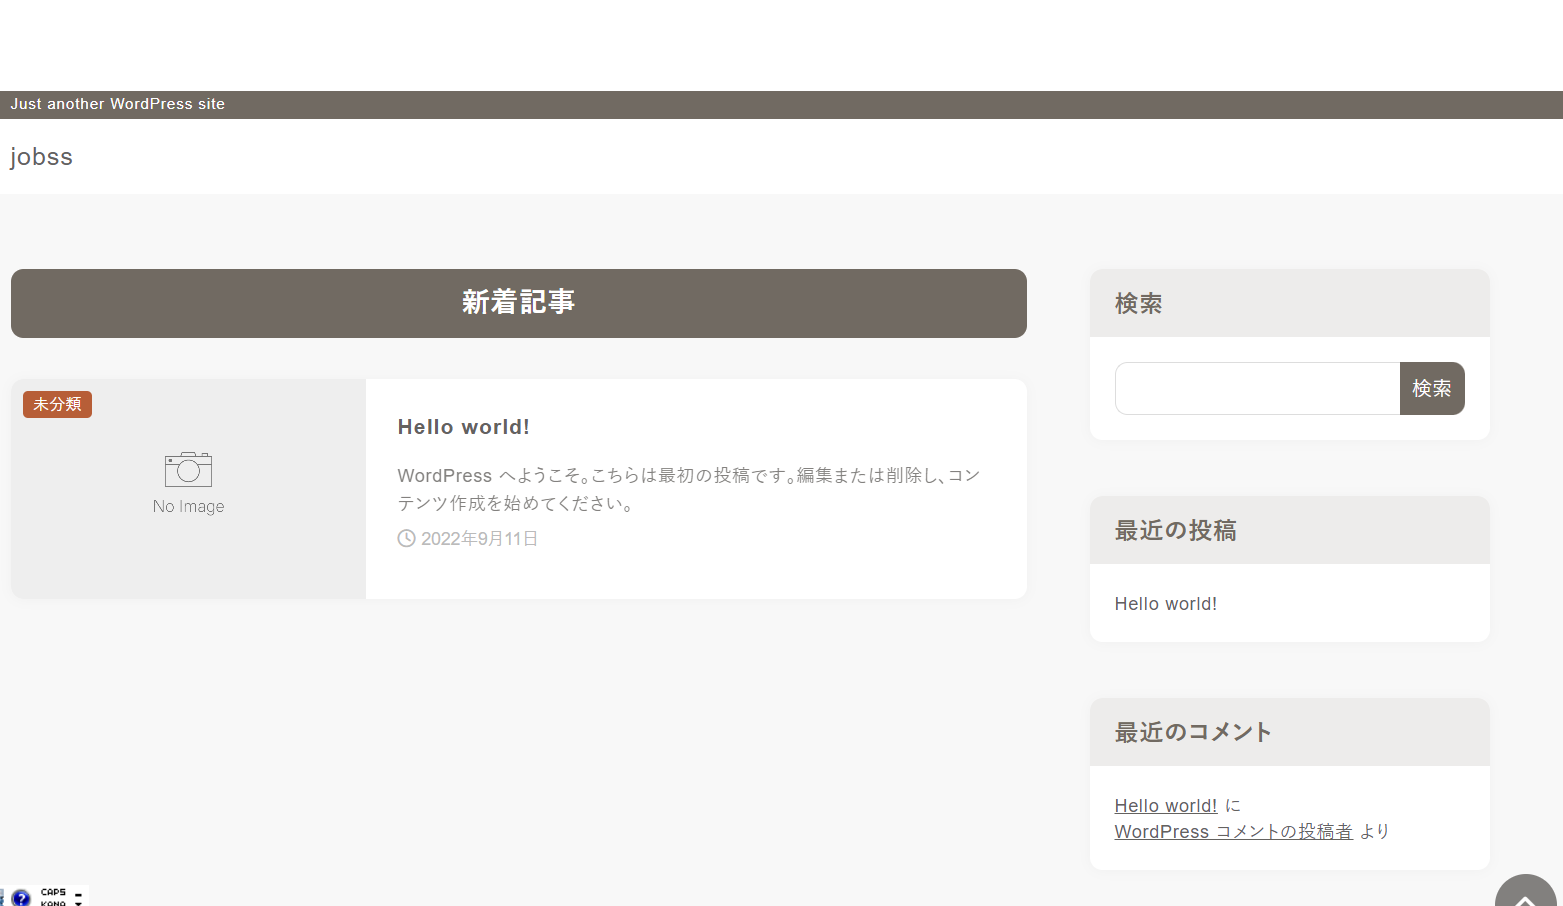 Just another WordPress site
jobss
新着記事
未分類
No Image
Hello world!
WordPress へようこそ。こちらは最初の投稿です。編集または削除し、コン
テンツ作成を始めてください。
2022年9月11日
検索
検索
最近の投稿
Hello world!
最近のコメント
Hello world! に
WordPress コメントの投稿者 より
?
CAPS
KANA